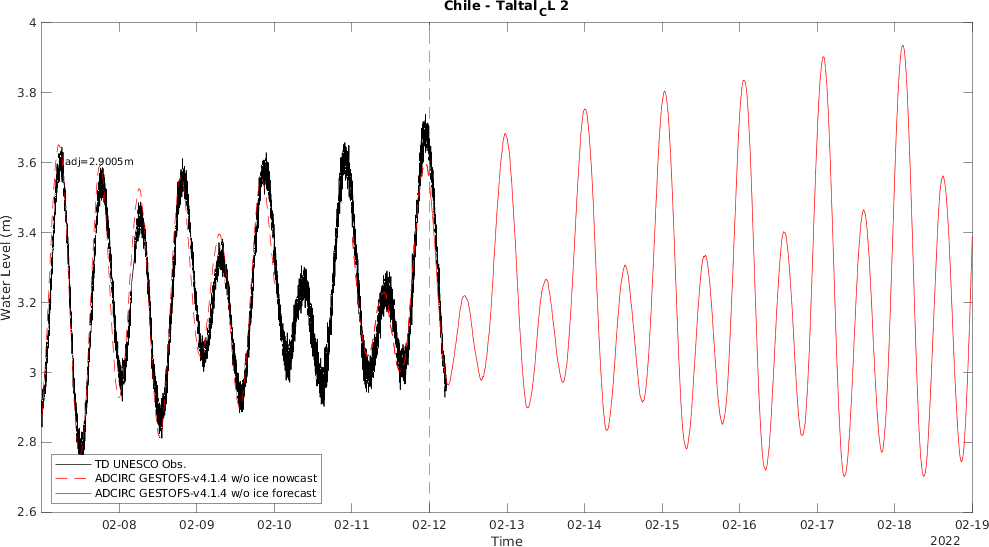 Chile - Taltal_CL 2
4
3.8
3.6
3.4
3.2
3
2.8
2.6
Water Level (m)
adj=2.9005m
TD UNESCO Obs.
ADCIRC GESTOFS-v4.1.4 w/o ice nowcast
ADCIRC GESTOFS-v4.1.4 w/o ice forecast
02-08 02-09 02-10 02-11 02-12 02-13 02-14 02-15 02-16 02-17 02-18 02-19
Time
2022